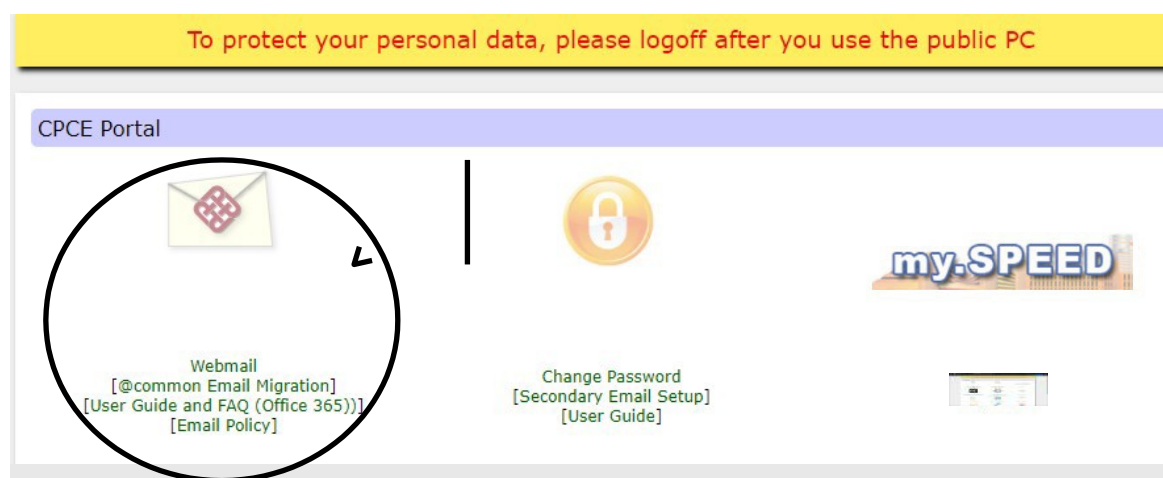 To protect your personal data, please logoff after you use the public PC
CPCE Portal
Webmail
[@common Email Migration]
[User Guide and FAQ (Office 365))]
[Email Policy]
Change Password
[Secondary Email Setup]
[User Guide]
my.SPEED